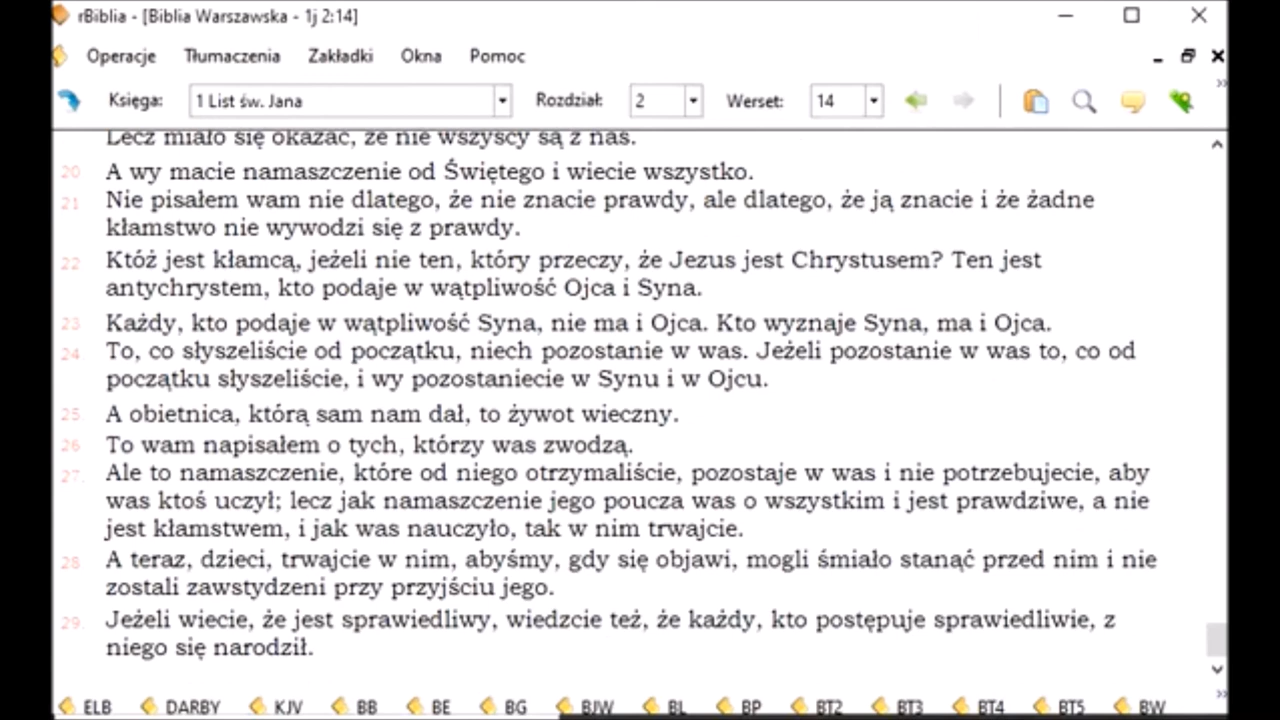 rBiblia - [Biblia Warszawska - 1j 2:14]
Operacje Tłumaczenia Zakładki Okna Pomoc
Księga: 1 List św. Jana Rozdział: 2 Werset: 14
Lecz miało się okazać, że nie wszyscy są z nas.
20 A wy macie namaszczenie od Świętego i wiecie wszystko.
21 Nie pisałem wam nie dlatego, że nie znacie prawdy, ale dlatego, że ją znacie i że żadne
kłamstwo nie wywodzi się z prawdy.
22 Któż jest kłamcą, jeżeli nie ten, który przeczy, że Jezus jest Chrystusem? Ten jest
antychrystem, kto podaje w wątpliwość Ojca i Syna.
23 Każdy, kto podaje w wątpliwość Syna, nie ma i Ojca. Kto wyznaje Syna, ma i Ojca.
24. To, co słyszeliście od początku, niech pozostanie w was. Jeżeli pozostanie w was to, co od
początku słyszeliście, i wy pozostaniecie w Synu i w Ojcu.
25. A obietnica, którą sam nam dał, to żywot wieczny.
26 To wam napisałem o tych, którzy was zwodzą.
27. Ale to namaszczenie, które od niego otrzymaliście, pozostaje w was i nie potrzebujecie, aby
was ktoś uczył; lecz jak namaszczenie jego poucza was o wszystkim i jest prawdziwe, a nie
jest kłamstwem, i jak was nauczyło, tak w nim trwajcie.
28 A teraz, dzieci, trwajcie w nim, abyśmy, gdy się objawi, mogli śmiało stanąć przed nim i nie
zostali zawstydzeni przy przyjściu jego.
29. Jeżeli wiecie, że jest sprawiedliwy, wiedzcie też, że każdy, kto postępuje sprawiedliwie, z
niego się narodził.
ELB DARBY KJV BB BE BG BJW BL BP BT2 BT3 BT4 BT5 BW